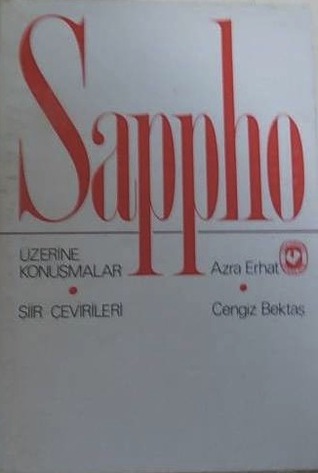 Sappho
ÜZERİNE
KONUŞMALAR
Azra Erhat
ŞİİR ÇEVİRİLERİ
Cengiz Bektaş